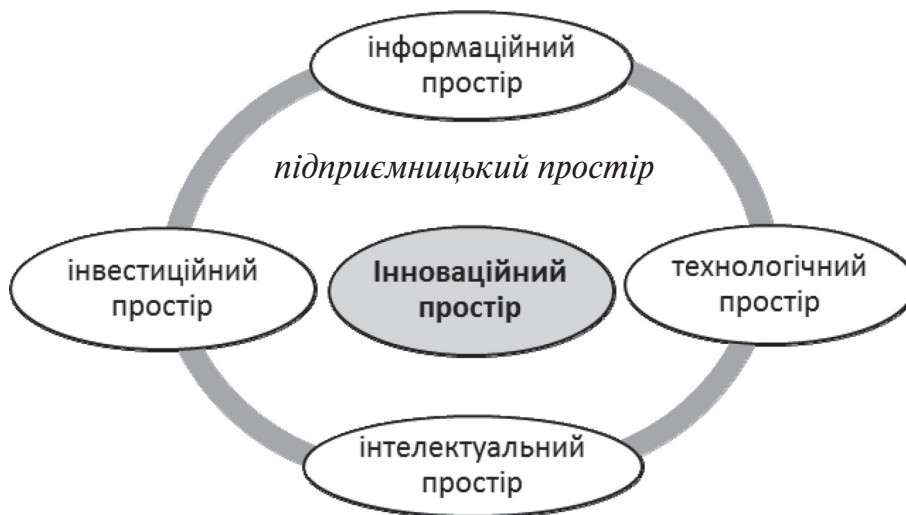 інформаційний
простір
підприємницький простір
інвестиційний
простір
Інноваційний
простір
технологічний
простір
інтелектуальний
простір